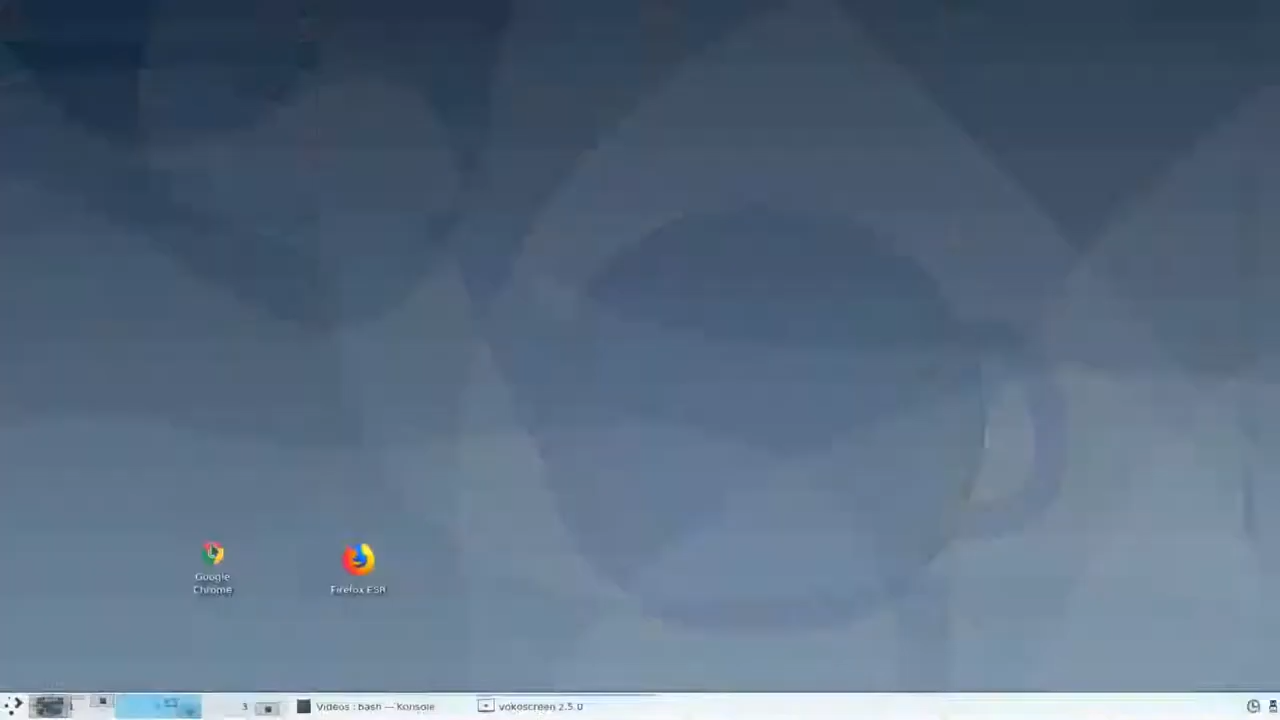 Google
Chrome
Firefox ESR
3
Videos : bash — Konsole
vokoscreen 2.5.0